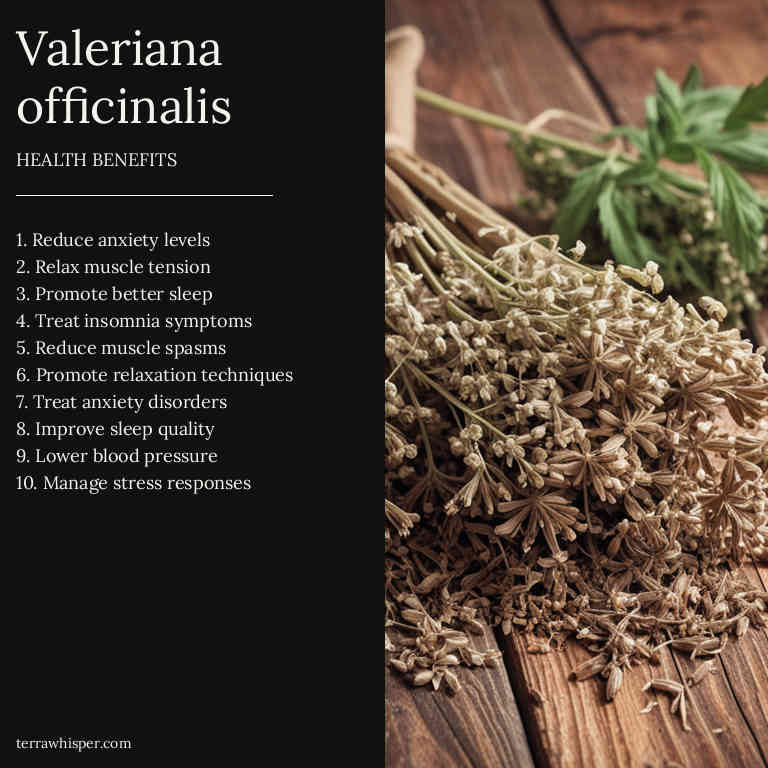 Valeriana
officinalis
HEALTH BENEFITS
1. Reduce anxiety levels
2. Relax muscle tension
3. Promote better sleep
4. Treat insomnia symptoms
5. Reduce muscle spasms
6. Promote relaxation techniques
7. Treat anxiety disorders
8. Improve sleep quality
9. Lower blood pressure
10. Manage stress responses
terrawhisper.com